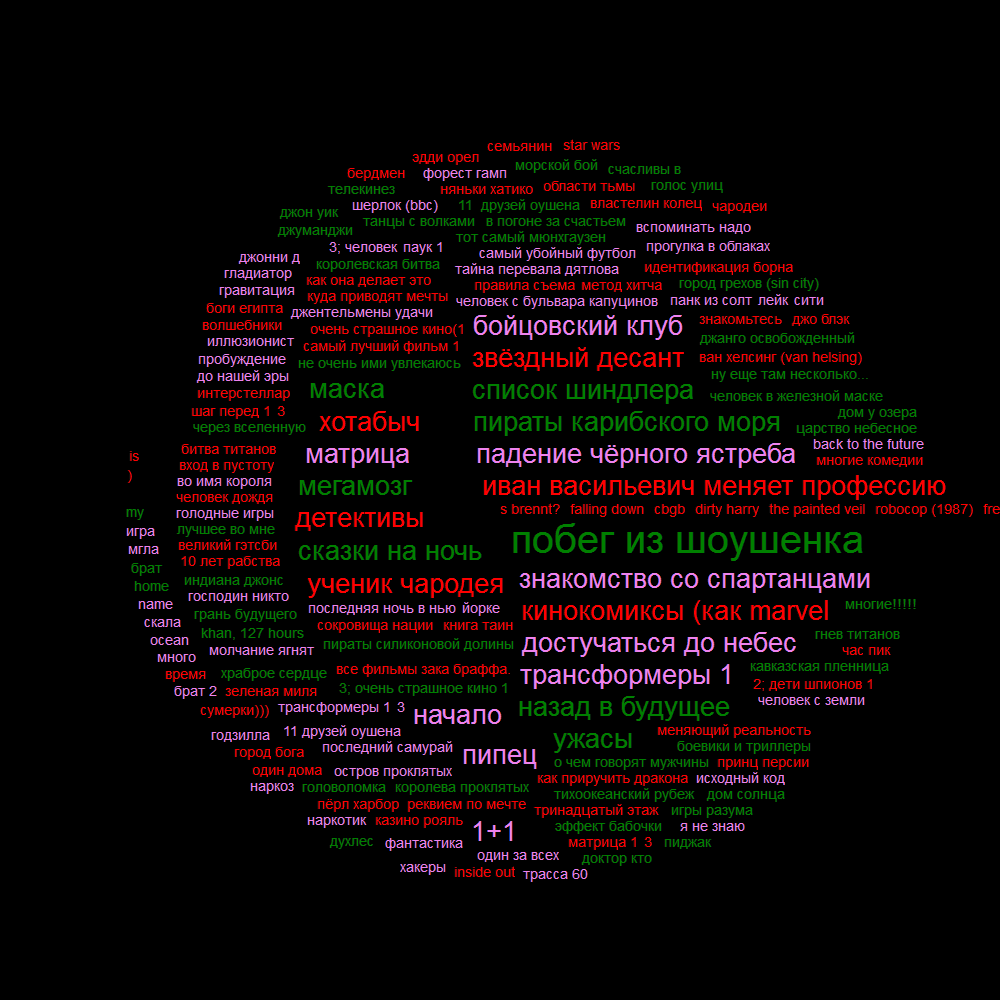 семьянин star wars
эдди орел
морской бой счасливы в
бердмен форест гамп
телекинез няньки хатико области тьмы голос улиц
шерлок (bbc) 11 друзей оушена властелин колец чародеи
джон уик танцы с волками в погоне за счастьем вспоминать надо
джуманджи тот самый мюнхгаузен
3; человек паук 1 самый убойный футбол прогулка в облаках
джонни д королевская битва тайна перевала дятлова идентификация борна
гладиатор как она делает это правила съема метод хитча город грехов (sin city)
гравитация куда приводят мечты человек с бульвара капуцинов панк из солт лейк сити
боги египта джентельмены удачи
волшебники очень страшное кино(1 бойцовский клуб знакомьтесь джо блэк
иллюзионист самый лучший фильм 1 джанго освобожденный
пробуждение не очень ими увлекаюсь звёздный десант ван хелсинг (van helsing)
до нашей эры ну еще там несколько...
интерстеллар маска список шиндлера человек в железной маске
шаг перед 1 3 дом у озера
через вселенную хотабыч пираты карибского моря царство небесное
битва титанов матрица падение чёрного ястреба back to the future
is вход в пустоту многие комедии
) во имя короля мегамозг иван васильевич меняет профессию
человек дождя
my голодные игры детективы s brennt? falling down cbgb dirty harry the painted veil robocop (1987) fre
игра лучшее во мне
мгла великий гэтсби сказки на ночь побег из шоушенка
брат 10 лет рабства
home индиана джонс ученик чародея знакомство со спартанцами
name господин никто
скала грань будущего последняя ночь в нью йорке кинокомиксы (как marvel многие!!!!!
ocean khan, 127 hours сокровища нации книга таин гнев титанов
много молчание ягнят пираты силиконовой долины достучаться до небес час пик
время храброе сердце все фильмы зака браффа. трансформеры 1 кавказская пленница
брат 2 зеленая миля 3; очень страшное кино 1 2; дети шпионов 1
сумерки))) трансформеры 1 3 начало назад в будущее человек с земли
годзилла 11 друзей оушена ужасы меняющий реальность
город бога последний самурай пипец боевики и триллеры
один дома остров проклятых о чем говорят мужчины принц персии
наркоз головоломка королева проклятых как приручить дракона исходный код
тихоокеанский рубеж дом солнца
пёрл харбор реквием по мечте тринадцатый этаж игры разума
наркотик казино рояль 1+1 эффект бабочки я не знаю
духлес фантастика матрица 1 3 пиджак
один за всех доктор кто
хакеры inside out трасса 60